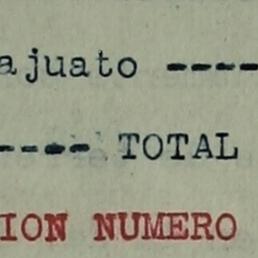 ajuato ----
---- TOTAL
ION NUMERO